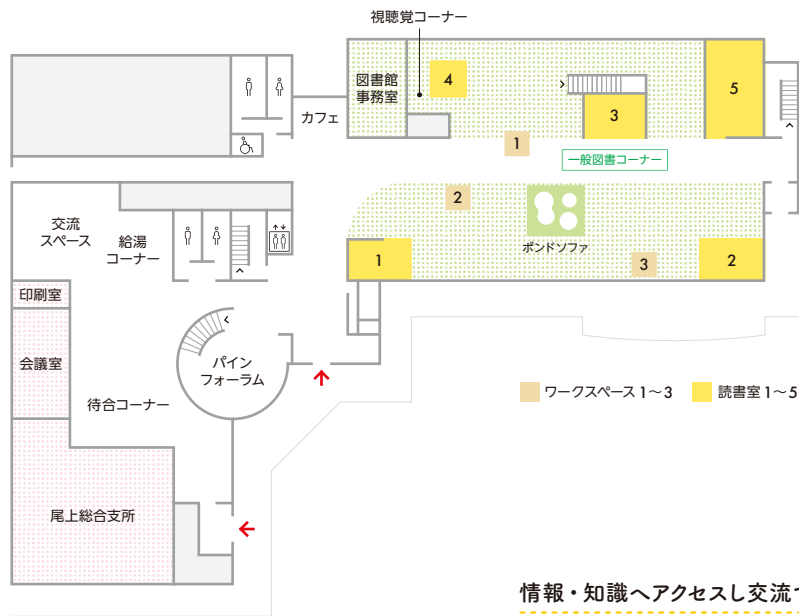 視聴覚コーナー
図書館
事務室
4
5
カフェ
3
1
一般図書コーナー
2
交流
スペース
給湯
コーナー
ポンドソファ
1
3
2
印刷室
会議室
パイン
フォーラム
待合コーナー
ワークスペース 1〜3
読書室 1〜5
尾上総合支所
情報・知識へアクセスし交流